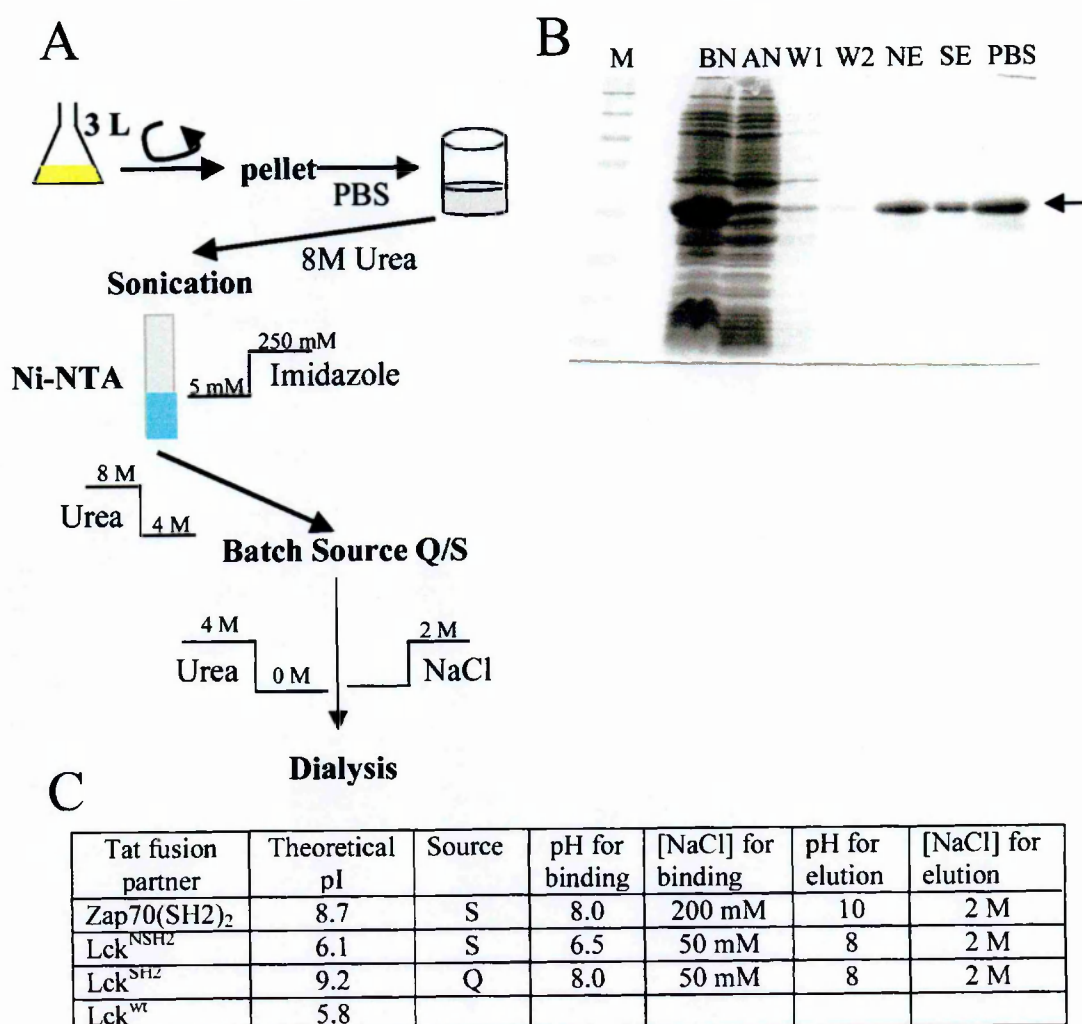 A
3 L
pellet
PBS
8M Urea
Sonication
Ni-NTA
250 mM
5 mM
Imidazole
8 M
Urea
4 M
Batch Source Q/S
4 M
Urea
0 M
2 M
NaCl
Dialysis
B
M BN AN W1 W2 NE SE PBS
C
Tat fusion partner Theoretical pI Source pH for binding [NaCl] for binding pH for elution [NaCl] for elution
Zap70(SH2)₂ 8.7 S 8.0 200 mM 10 2 M
Lck^NSH2 6.1 S 6.5 50 mM 8 2 M
Lck^SH2 9.2 Q 8.0 50 mM 8 2 M
Lck^wt 5.8